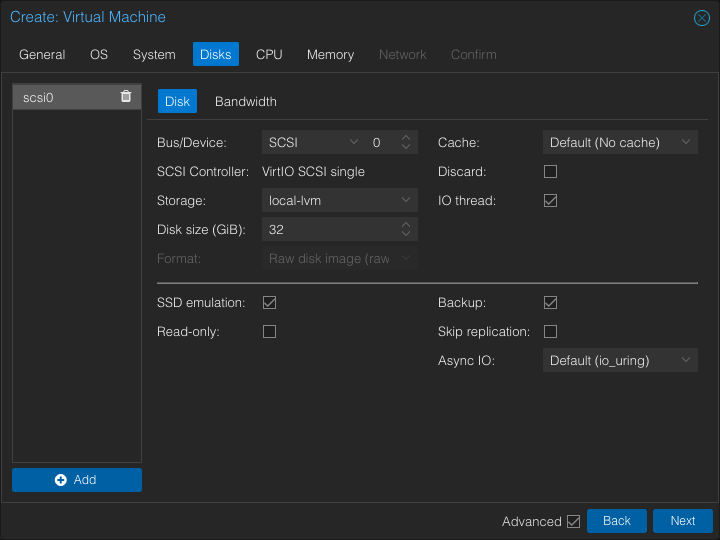 Create: Virtual Machine
General OS System Disks CPU Memory Network Confirm
scsi0
Disk Bandwidth
Bus/Device: SCSI 0 Cache: Default (No cache)
SCSI Controller: VirtIO SCSI single Discard:
Storage: local-lvm IO thread:
Disk size (GiB): 32
Format: Raw disk image (raw
SSD emulation: Backup:
Read-only: Skip replication:
Async IO: Default (io_uring)
Add
Advanced Back Next